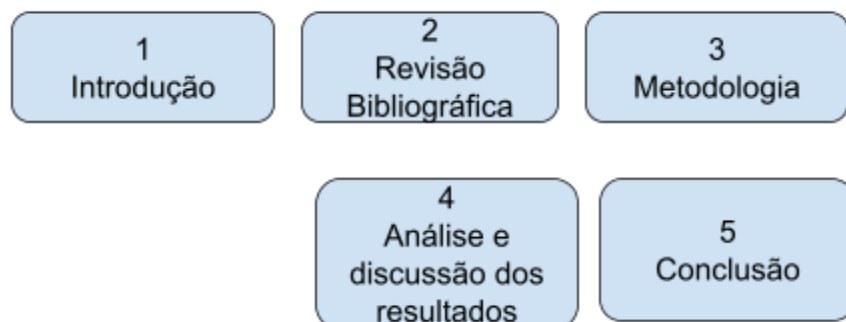 1
Introdução
2
Revisão
Bibliográfica
3
Metodologia
4
Análise e
discussão dos
resultados
5
Conclusão